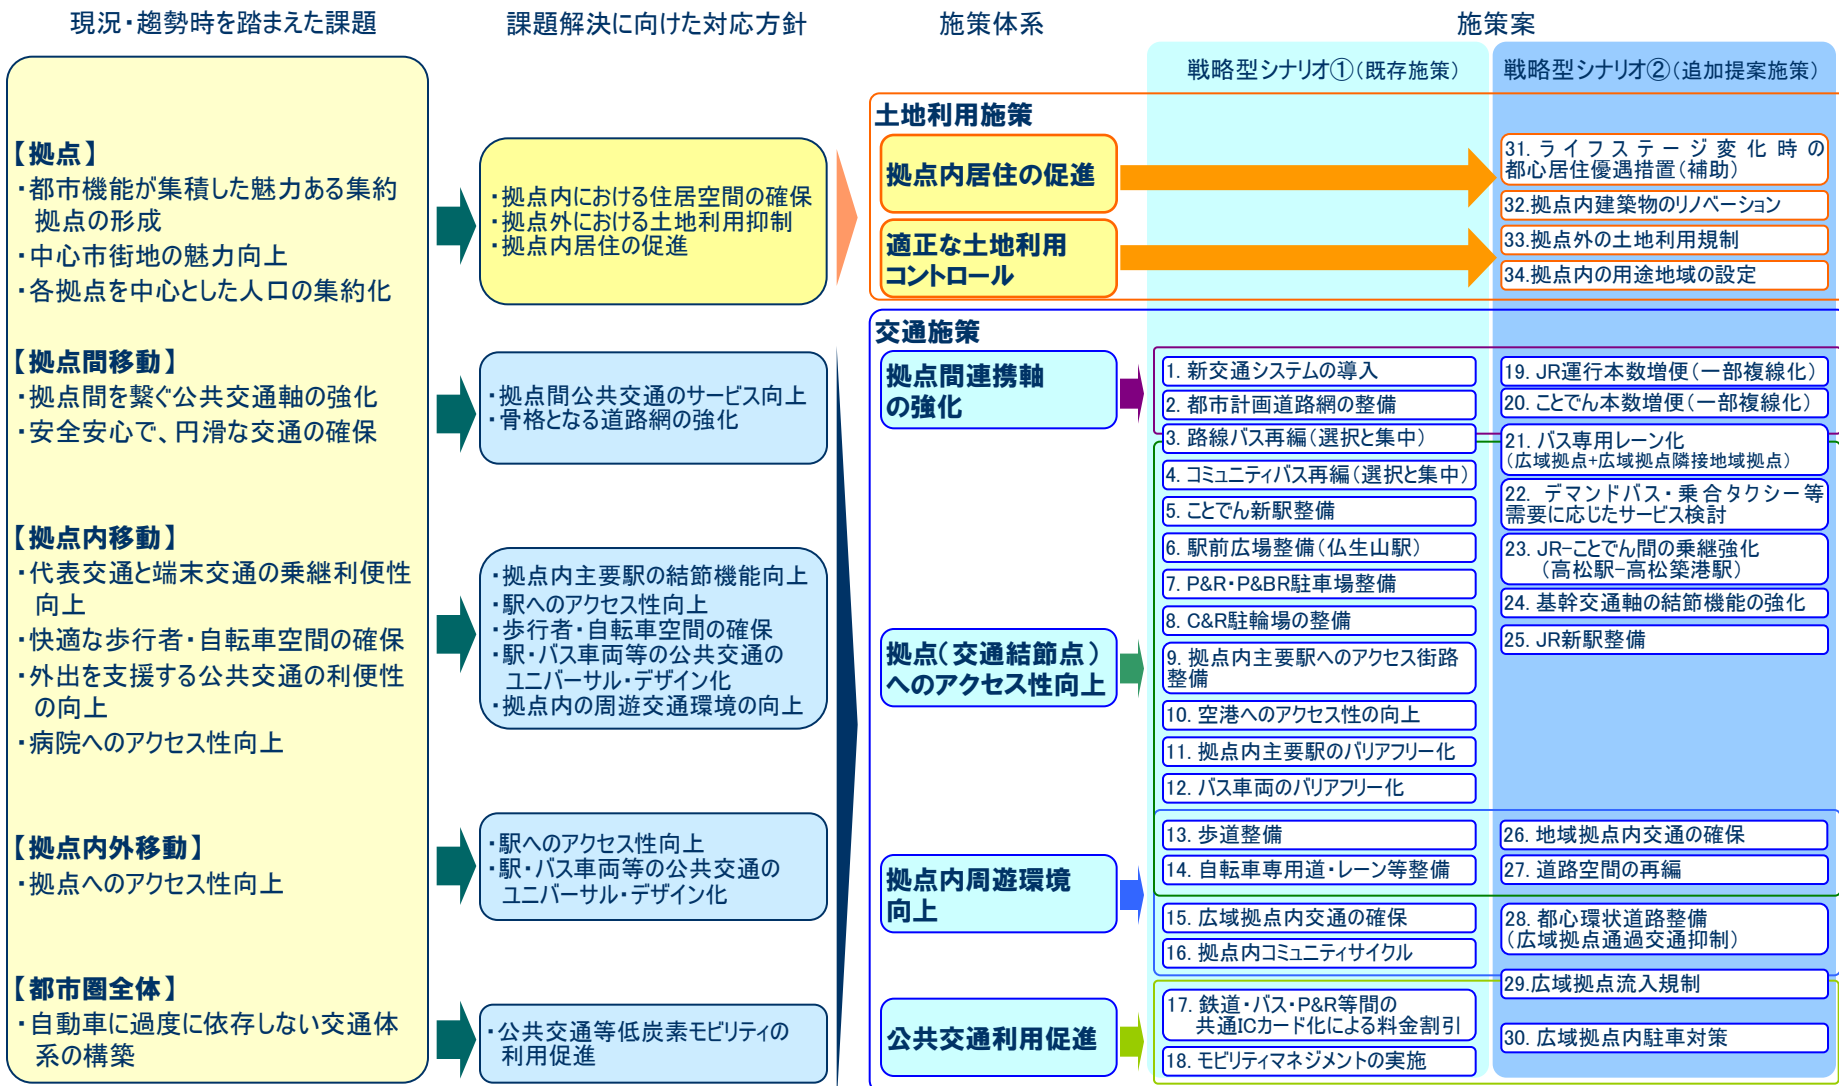 現況・趨勢時を踏まえた課題
課題解決に向けた対応方針
施策体系
施策案
戦略型シナリオ①(既存施策)
戦略型シナリオ②(追加提案施策)
【拠点】
・都市機能が集積した魅力ある集約
拠点の形成
・中心市街地の魅力向上
・各拠点を中心とした人口の集約化
【拠点間移動】
・拠点間を繋ぐ公共交通軸の強化
・安全安心で、円滑な交通の確保
【拠点内移動】
・代表交通と端末交通の乗継利便性
向上
・快適な歩行者・自転車空間の確保
・外出を支援する公共交通の利便性
の向上
・病院へのアクセス性向上
【拠点内外移動】
・拠点へのアクセス性向上
【都市圏全体】
・自動車に過度に依存しない交通体
系の構築
・拠点内における住居空間の確保
・拠点外における土地利用抑制
・拠点内居住の促進
・拠点間公共交通のサービス向上
・骨格となる道路網の強化
・拠点内主要駅の結節機能向上
・駅へのアクセス性向上
・歩行者・自転車空間の確保
・駅・バス車両等の公共交通の
ユニバーサル・デザイン化
・拠点内の周遊交通環境の向上
・駅へのアクセス性向上
・駅・バス車両等の公共交通の
ユニバーサル・デザイン化
・公共交通等低炭素モビリティの
利用促進
土地利用施策
拠点内居住の促進
適正な土地利用
コントロール
交通施策
拠点間連携軸
の強化
拠点(交通結節点)
へのアクセス性向上
拠点内周遊環境
向上
公共交通利用促進
1. 新交通システムの導入
2. 都市計画道路網の整備
3. 路線バス再編(選択と集中)
4. コミュニティバス再編(選択と集中)
5. ことでん新駅整備
6. 駅前広場整備(仏生山駅)
7. P&R・P&BR駐車場整備
8. C&R駐輪場の整備
9. 拠点内主要駅へのアクセス街路
整備
10. 空港へのアクセス性の向上
11. 拠点内主要駅のバリアフリー化
12. バス車両のバリアフリー化
13. 歩道整備
14. 自転車専用道・レーン等整備
15. 広域拠点内交通の確保
16. 拠点内コミュニティサイクル
17. 鉄道・バス・P&R等間の
共通ICカード化による料金割引
18. モビリティマネジメントの実施
31. ライフステージ変化時の
都心居住優遇措置(補助)
32.拠点内建築物のリノベーション
33.拠点外の土地利用規制
34.拠点内の用途地域の設定
19. JR運行本数増便(一部複線化)
20. ことでん本数増便(一部複線化)
21. バス専用レーン化
(広域拠点+広域拠点隣接地域拠点)
22. デマンドバス・乗合タクシー等
需要に応じたサービス検討
23. JR-ことでん間の乗継強化
(高松駅-高松築港駅)
24. 基幹交通軸の結節機能の強化
25. JR新駅整備
26. 地域拠点内交通の確保
27. 道路空間の再編
28. 都心環状道路整備
(広域拠点通過交通抑制)
29.広域拠点流入規制
30. 広域拠点内駐車対策